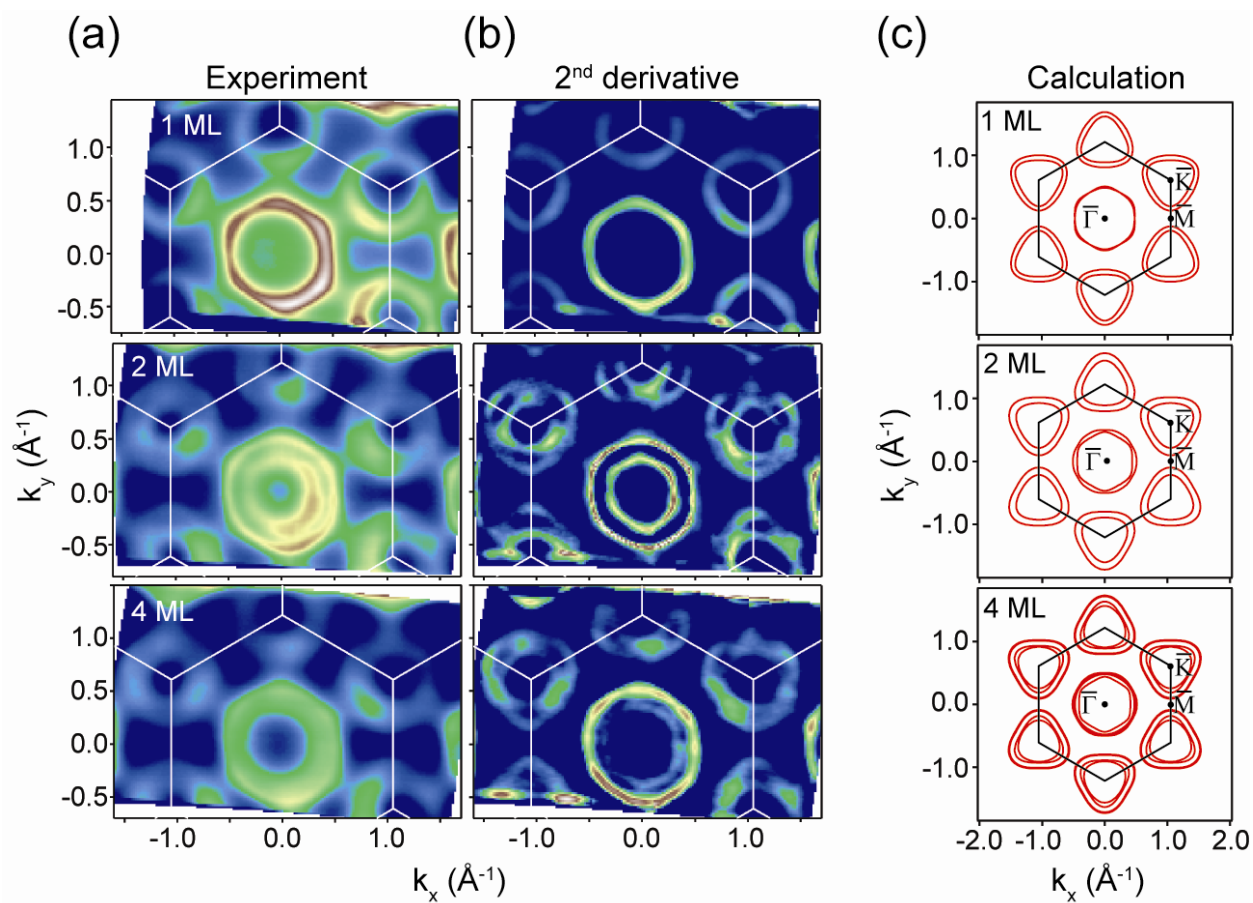 (a)
(b)
(c)
Experiment
2nd derivative
Calculation
1 ML
1.0
0.5
0.0
-0.5
1 ML
K̅
Γ̅
M̅
1.0
0.0
-1.0
2 ML
1.0
0.5
0.0
-0.5
2 ML
K̅
Γ̅
M̅
1.0
0.0
-1.0
4 ML
1.0
0.5
0.0
-0.5
4 ML
K̅
Γ̅
M̅
1.0
0.0
-1.0
ky (Å-1)
ky (Å-1)
-1.0 0.0 1.0
-1.0 0.0 1.0
-2.0 -1.0 0.0 1.0 2.0
kx (Å-1)
kx (Å-1)